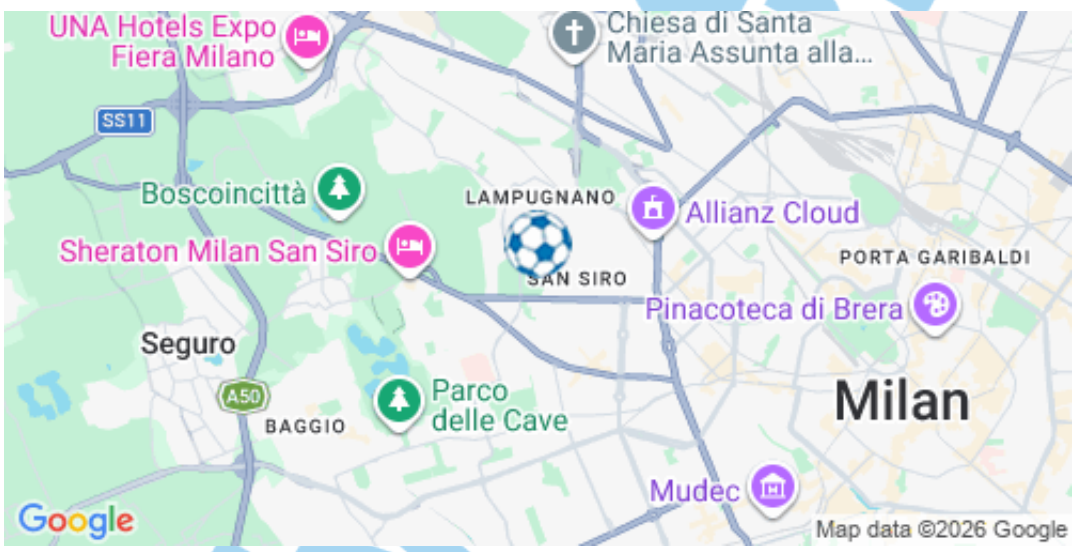 UNA Hotels Expo
Fiera Milano
Chiesa di Santa
Maria Assunta alla...
SS11
Boscoincittà
LAMPUGNANO
Allianz Cloud
Sheraton Milan San Siro
PORTA GARIBALDI
SAN SIRO
Pinacoteca di Brera
Seguro
A50
Parco
delle Cave
Milan
BAGGIO
Mudec
Google
Map data ©2026 Google